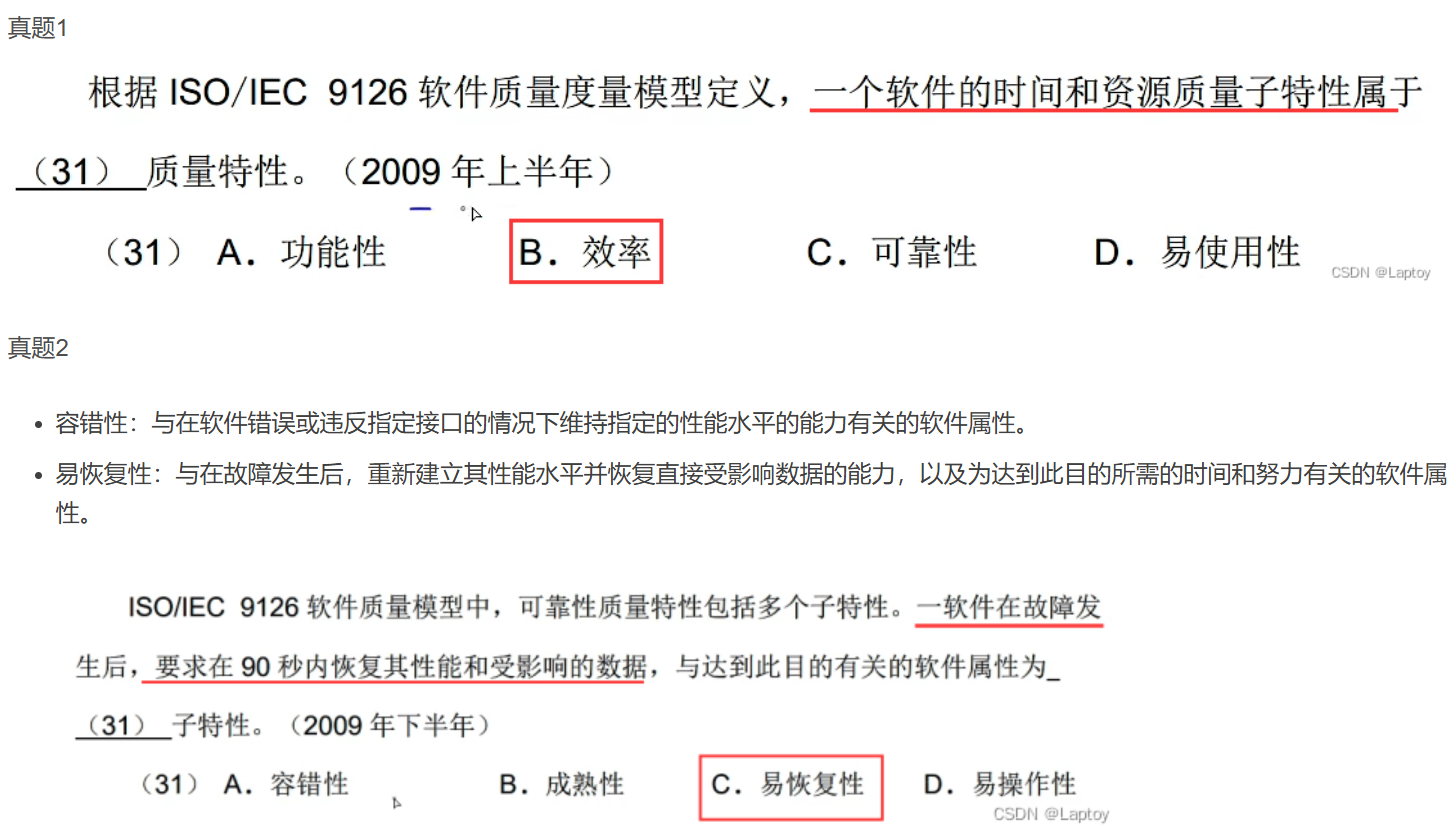 真题1
根据 ISO/IEC 9126 软件质量度量模型定义，一个软件的时间和资源质量子特性属于
（31） 质量特性。（2009 年上半年）
（31） A．功能性 B．效率 C．可靠性 D．易使用性
CSDN @Laptoy
真题2
• 容错性：与在软件错误或违反指定接口的情况下维持指定的性能水平的能力有关的软件属性。
• 易恢复性：与在故障发生后，重新建立其性能水平并恢复直接受影响数据的能力，以及为达到此目的所需的时间和努力有关的软件属
性。
ISO/IEC 9126 软件质量模型中，可靠性质量特性包括多个子特性。一软件在故障发
生后，要求在 90 秒内恢复其性能和受影响的数据，与达到此目的有关的软件属性为_
（31） 子特性。（2009 年下半年）
（31） A．容错性 B．成熟性 C．易恢复性 D．易操作性
CSDN @Laptoy